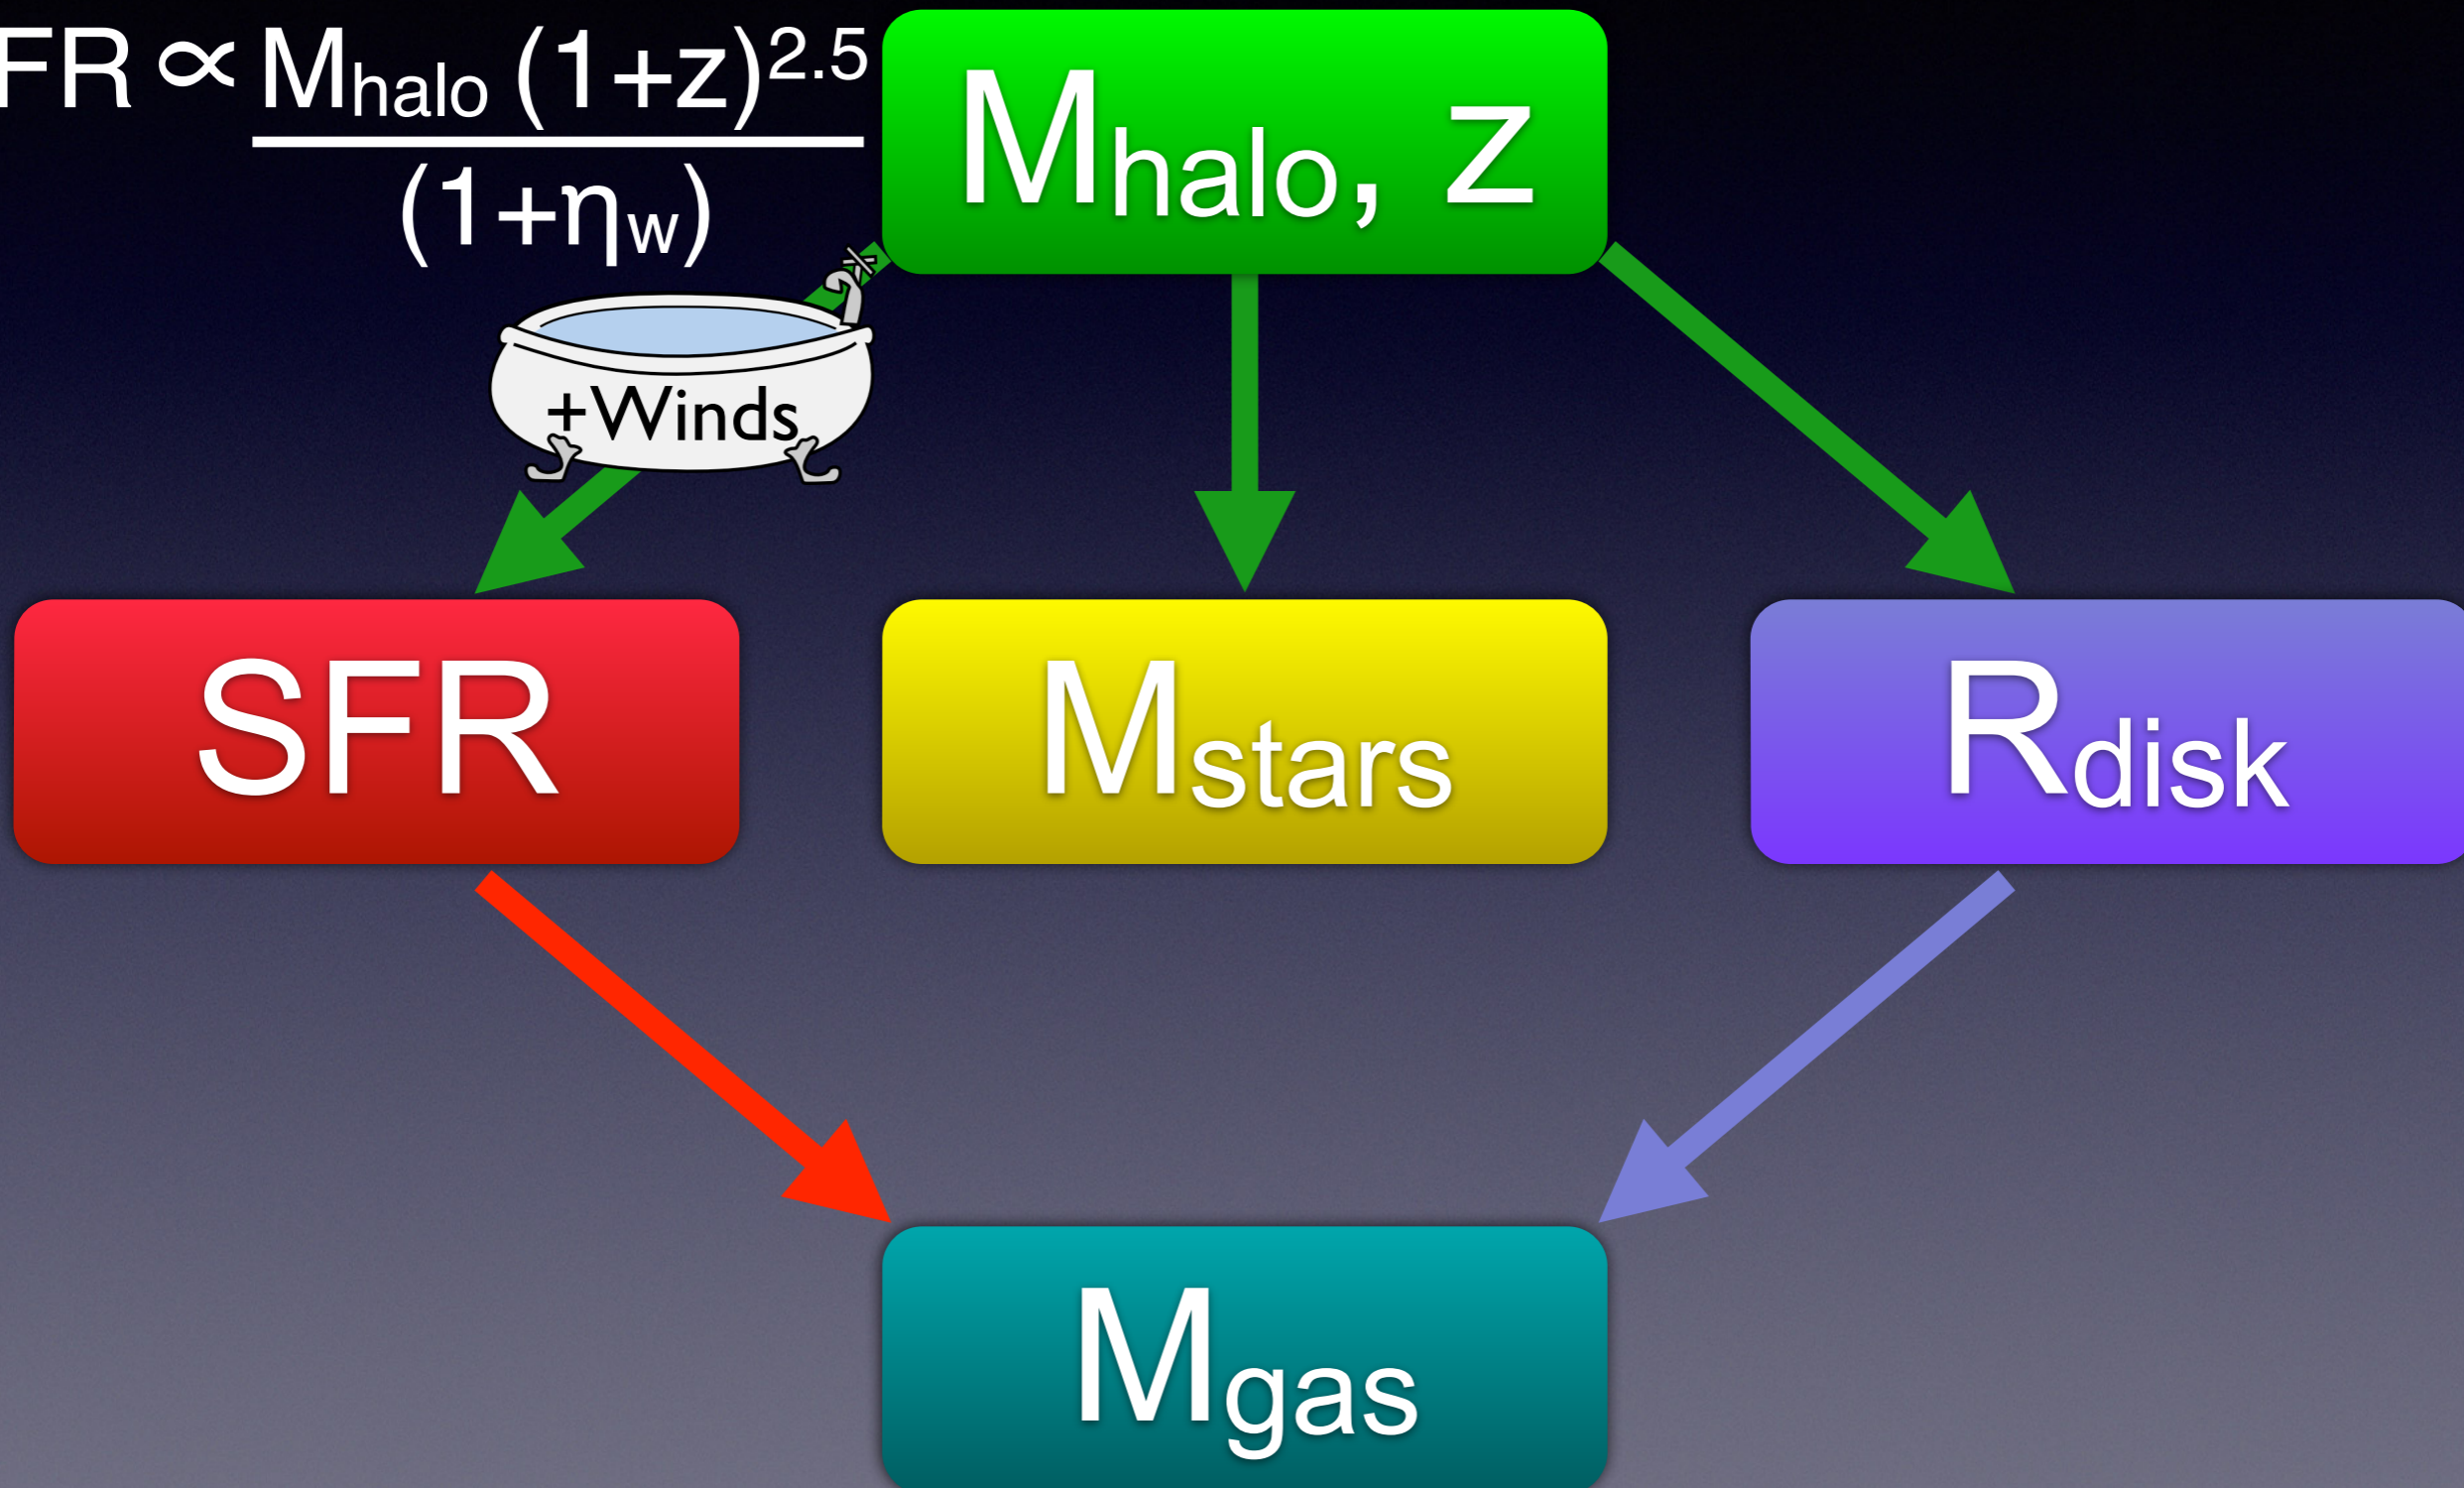 FR ∝ Mhalo (1+z)2.5
(1+ηw)
Mhalo, z
+Winds
SFR
Mstars
Rdisk
Mgas